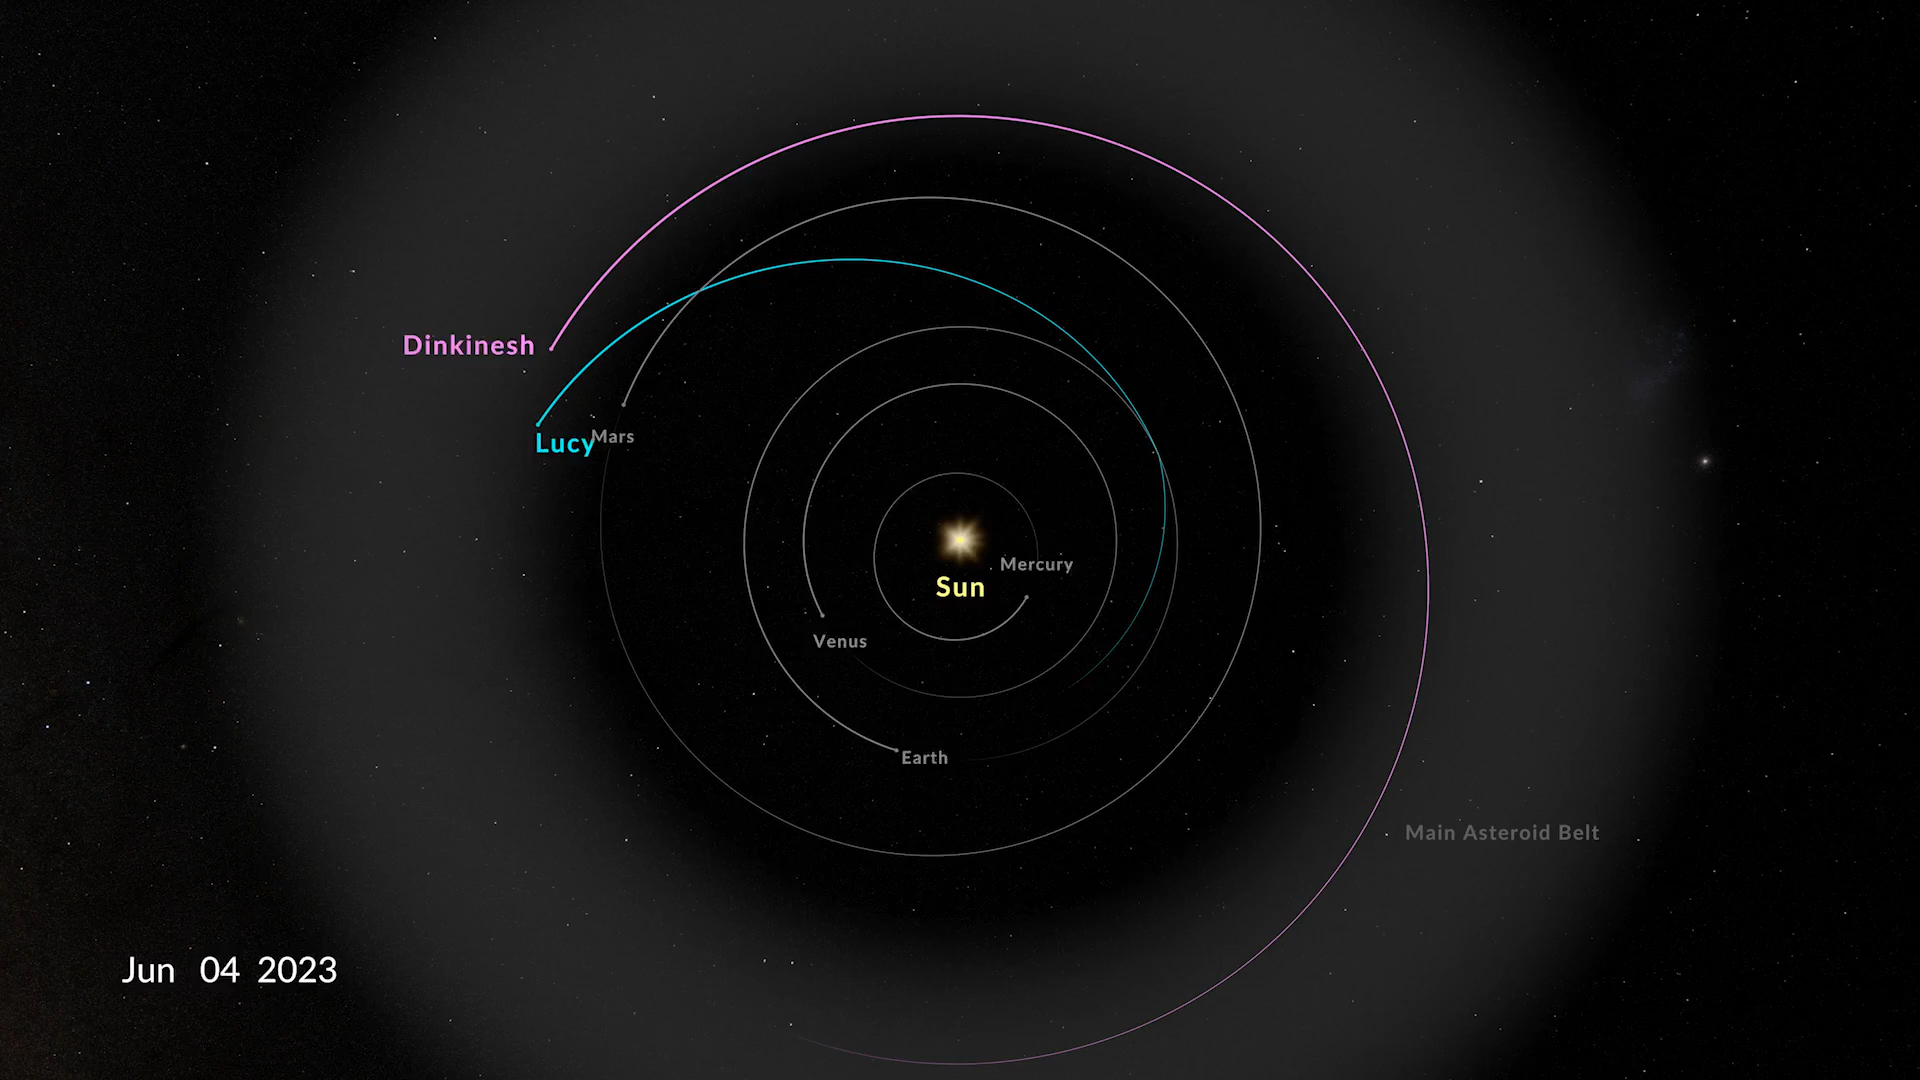 Dinkinesh
Lucy
Mars
Mercury
Sun
Venus
Earth
Main Asteroid Belt
Jun 04 2023